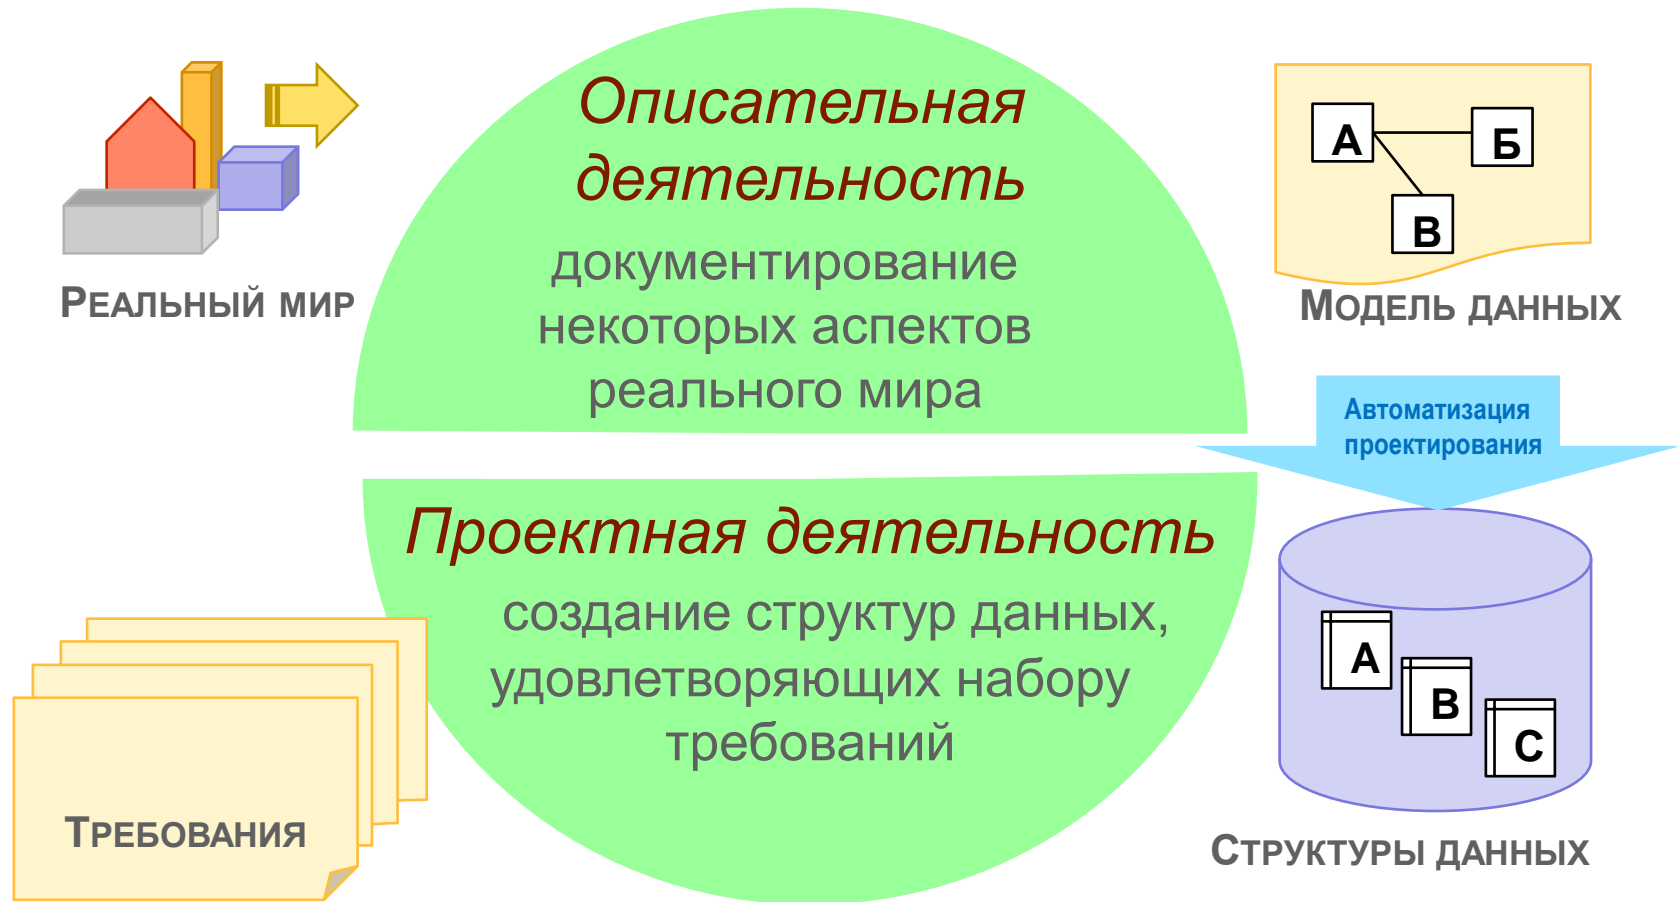 Описательная
деятельность
документирование
некоторых аспектов
реального мира
Реальный мир
А
Б
В
Модель данных
Автоматизация
проектирования
Проектная деятельность
создание структур данных,
удовлетворяющих набору
требований
Требования
А
В
С
Структуры данных